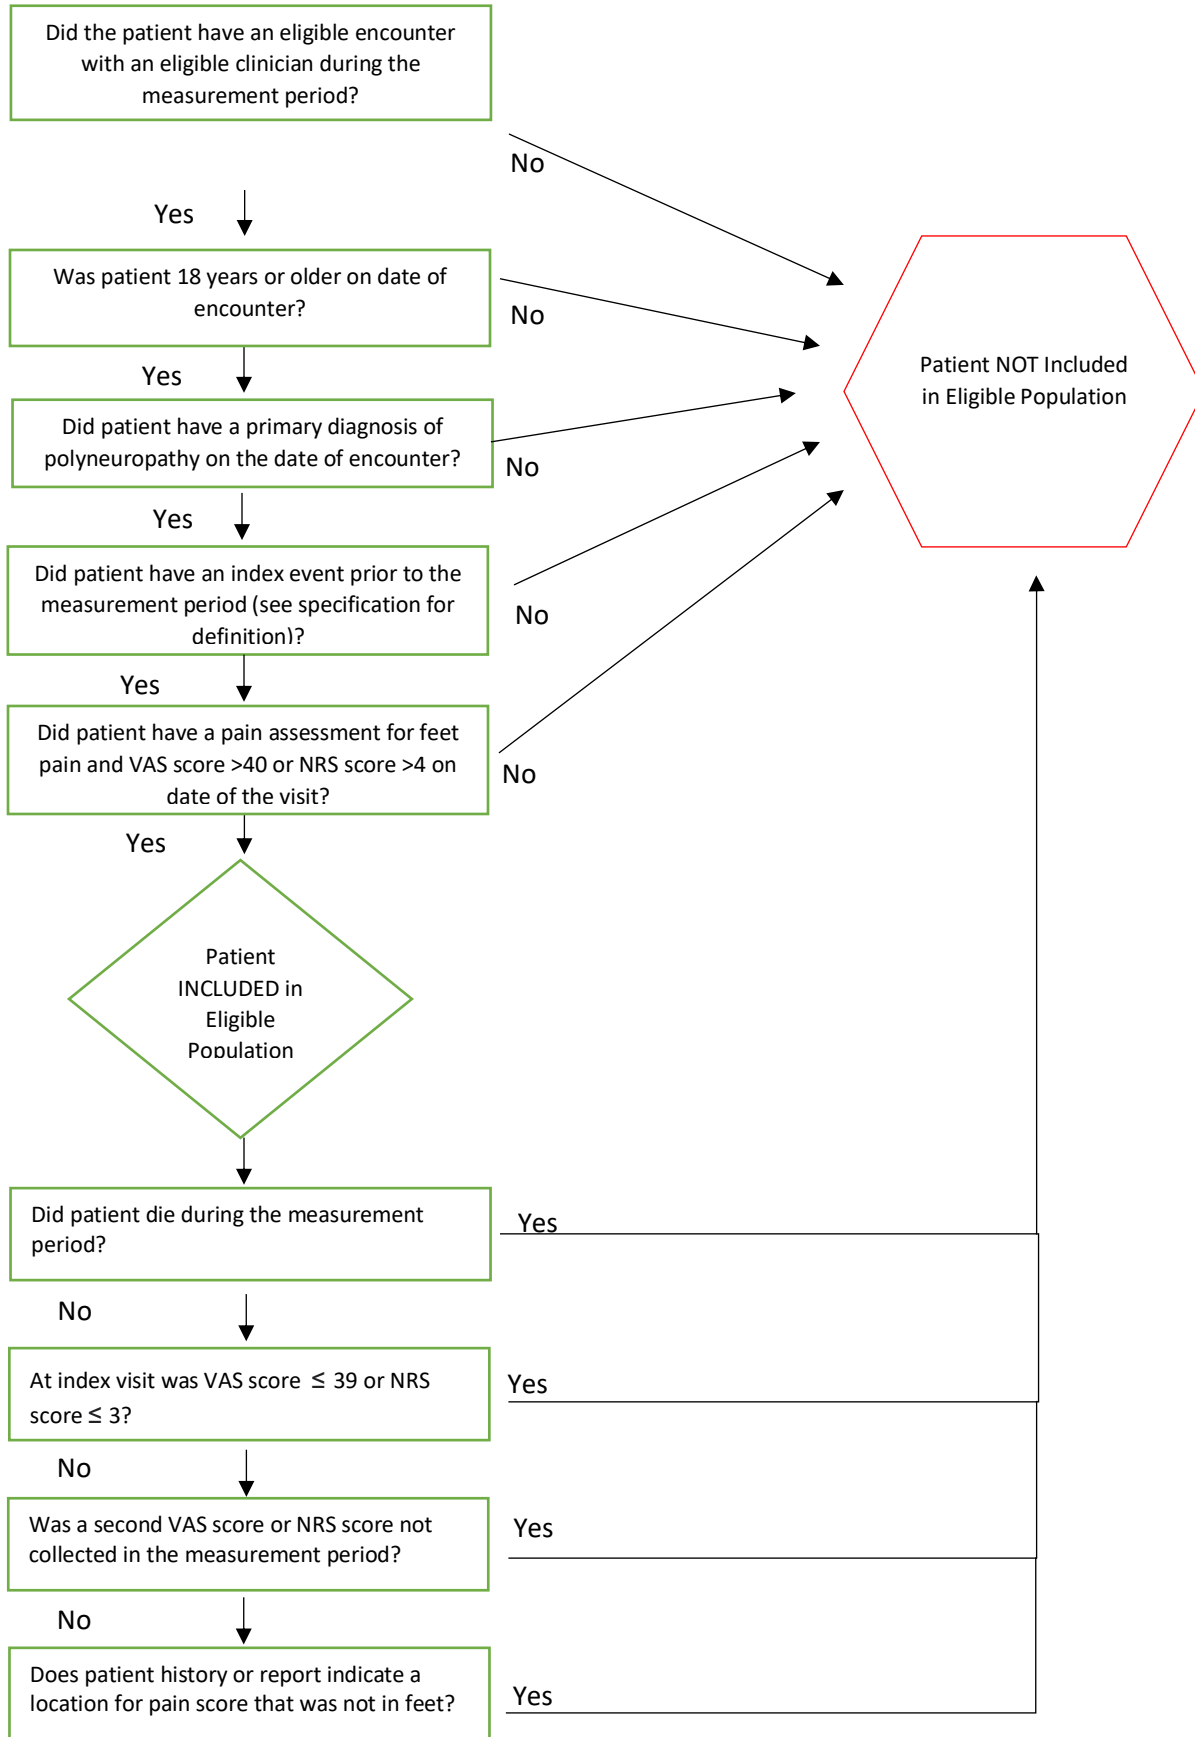 Did the patient have an eligible encounter
with an eligible clinician during the
measurement period?
No
Yes
Was patient 18 years or older on date of
encounter?
No
Patient NOT Included
in Eligible Population
Yes
Did patient have a primary diagnosis of
polyneuropathy on the date of encounter?
No
Yes
Did patient have an index event prior to the
measurement period (see specification for
definition)?
No
Yes
Did patient have a pain assessment for feet
pain and VAS score >40 or NRS score >4 on
date of the visit?
No
Yes
Patient
INCLUDED in
Eligible
Population
Did patient die during the measurement
period?
Yes
No
At index visit was VAS score ≤ 39 or NRS
score ≤ 3?
Yes
No
Was a second VAS score or NRS score not
collected in the measurement period?
Yes
No
Does patient history or report indicate a
location for pain score that was not in feet?
Yes